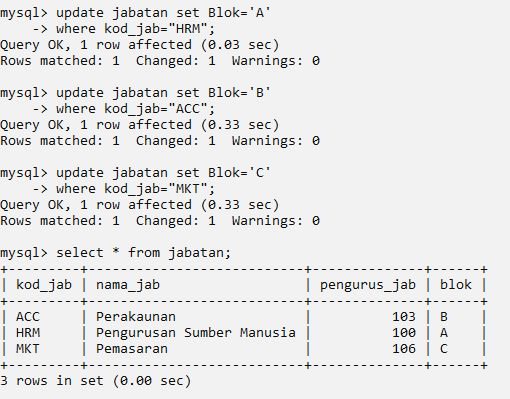 mysql> update jabatan set Blok='A'
    -> where kod_jab="HRM";
Query OK, 1 row affected (0.03 sec)
Rows matched: 1  Changed: 1  Warnings: 0

mysql> update jabatan set Blok='B'
    -> where kod_jab="ACC";
Query OK, 1 row affected (0.33 sec)
Rows matched: 1  Changed: 1  Warnings: 0

mysql> update jabatan set Blok='C'
    -> where kod_jab="MKT";
Query OK, 1 row affected (0.33 sec)
Rows matched: 1  Changed: 1  Warnings: 0

mysql> select * from jabatan;
+---------+--------------------------+--------------+------+
| kod_jab | nama_jab                 | pengurus_jab | blok |
+---------+--------------------------+--------------+------+
| ACC     | Perakaunan               |          103 | B    |
| HRM     | Pengurusan Sumber Manusia |          100 | A    |
| MKT     | Pemasaran                |          106 | C    |
+---------+--------------------------+--------------+------+
3 rows in set (0.00 sec)